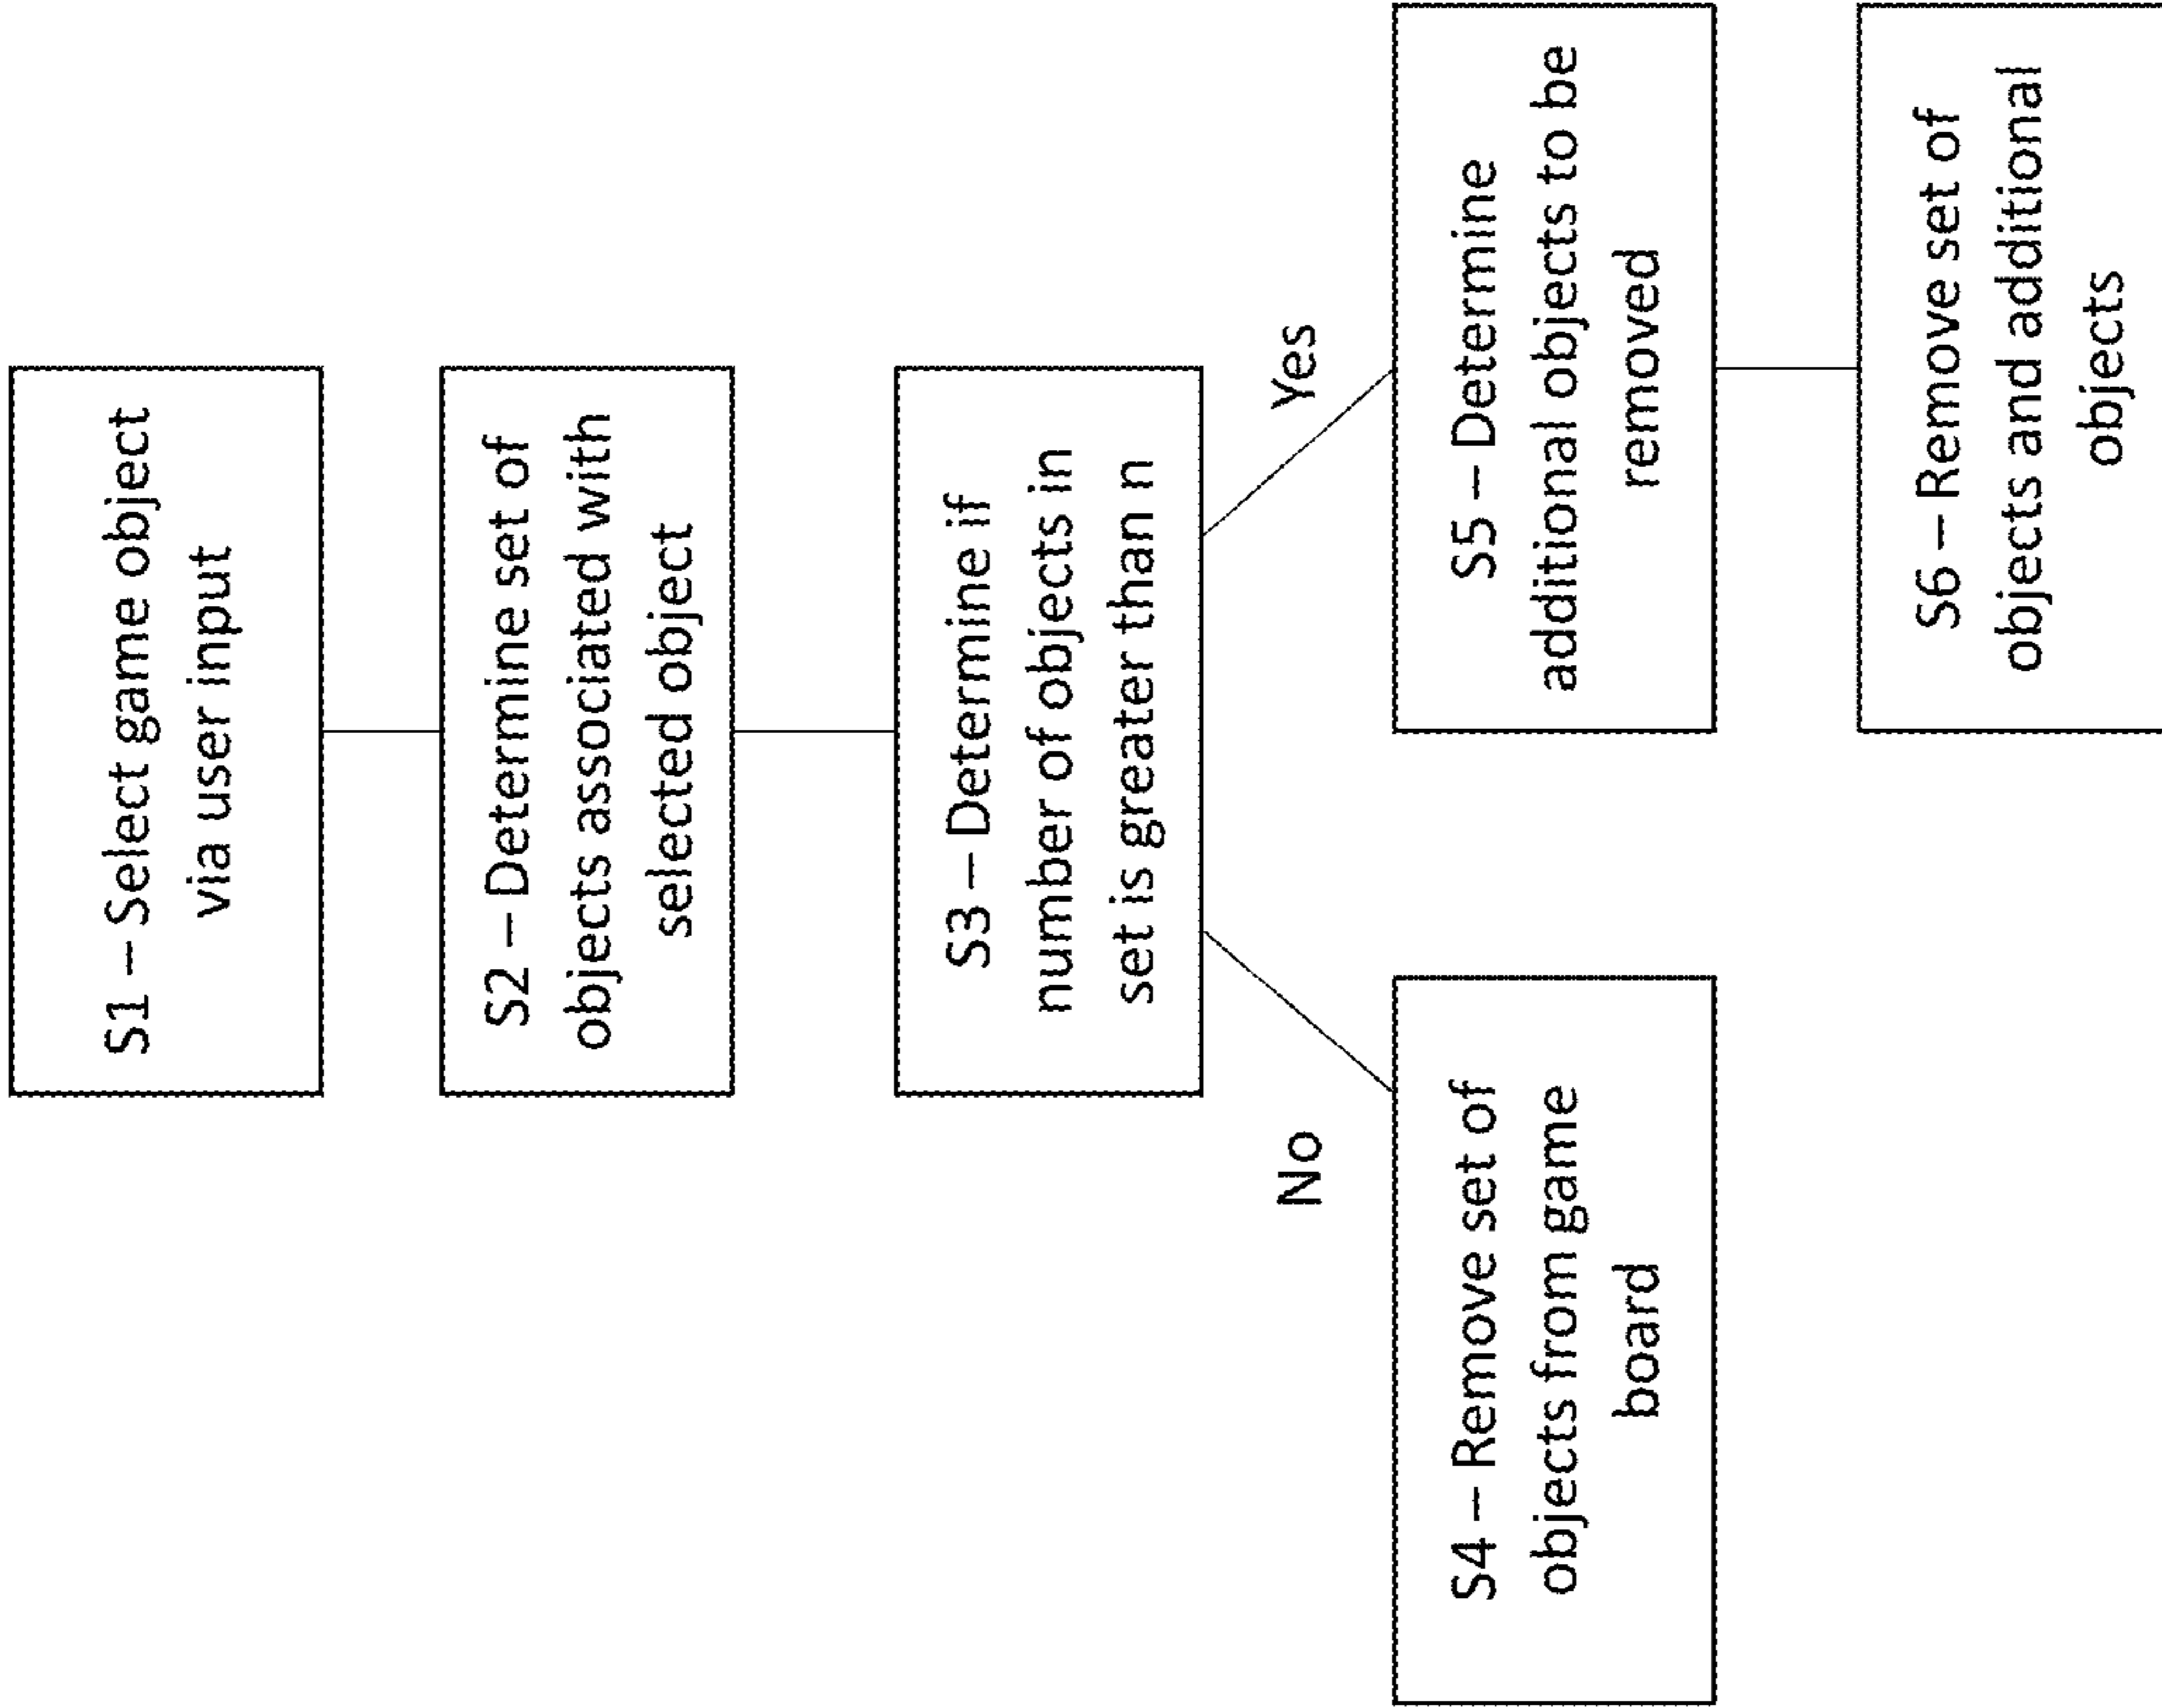 S1 – Select game object
via user input
S2 – Determine set of
objects associated with
selected object
S3 – Determine if
number of objects in
set is greater than n
No
Yes
S4 – Remove set of
objects from game
board
S5 – Determine
additional objects to be
removed
S6 – Remove set of
objects and additional
objects